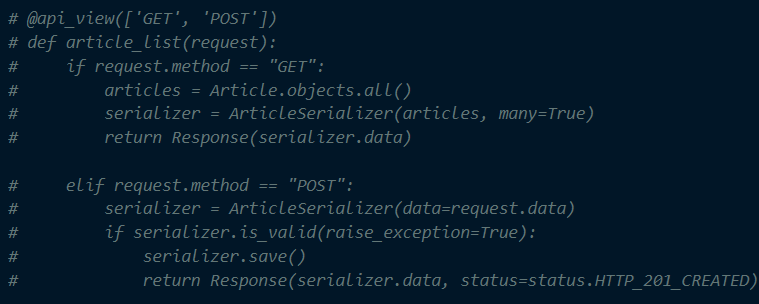 # @api_view(['GET', 'POST'])
# def article_list(request):
#     if request.method == "GET":
#         articles = Article.objects.all()
#         serializer = ArticleSerializer(articles, many=True)
#         return Response(serializer.data)

#     elif request.method == "POST":
#         serializer = ArticleSerializer(data=request.data)
#         if serializer.is_valid(raise_exception=True):
#             serializer.save()
#             return Response(serializer.data, status=status.HTTP_201_CREATED)